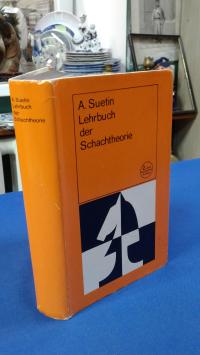 A. Suetin
Lehrbuch
der
Schachtheorie
A. Suetin
Lehrbuch
der
Schachtheorie